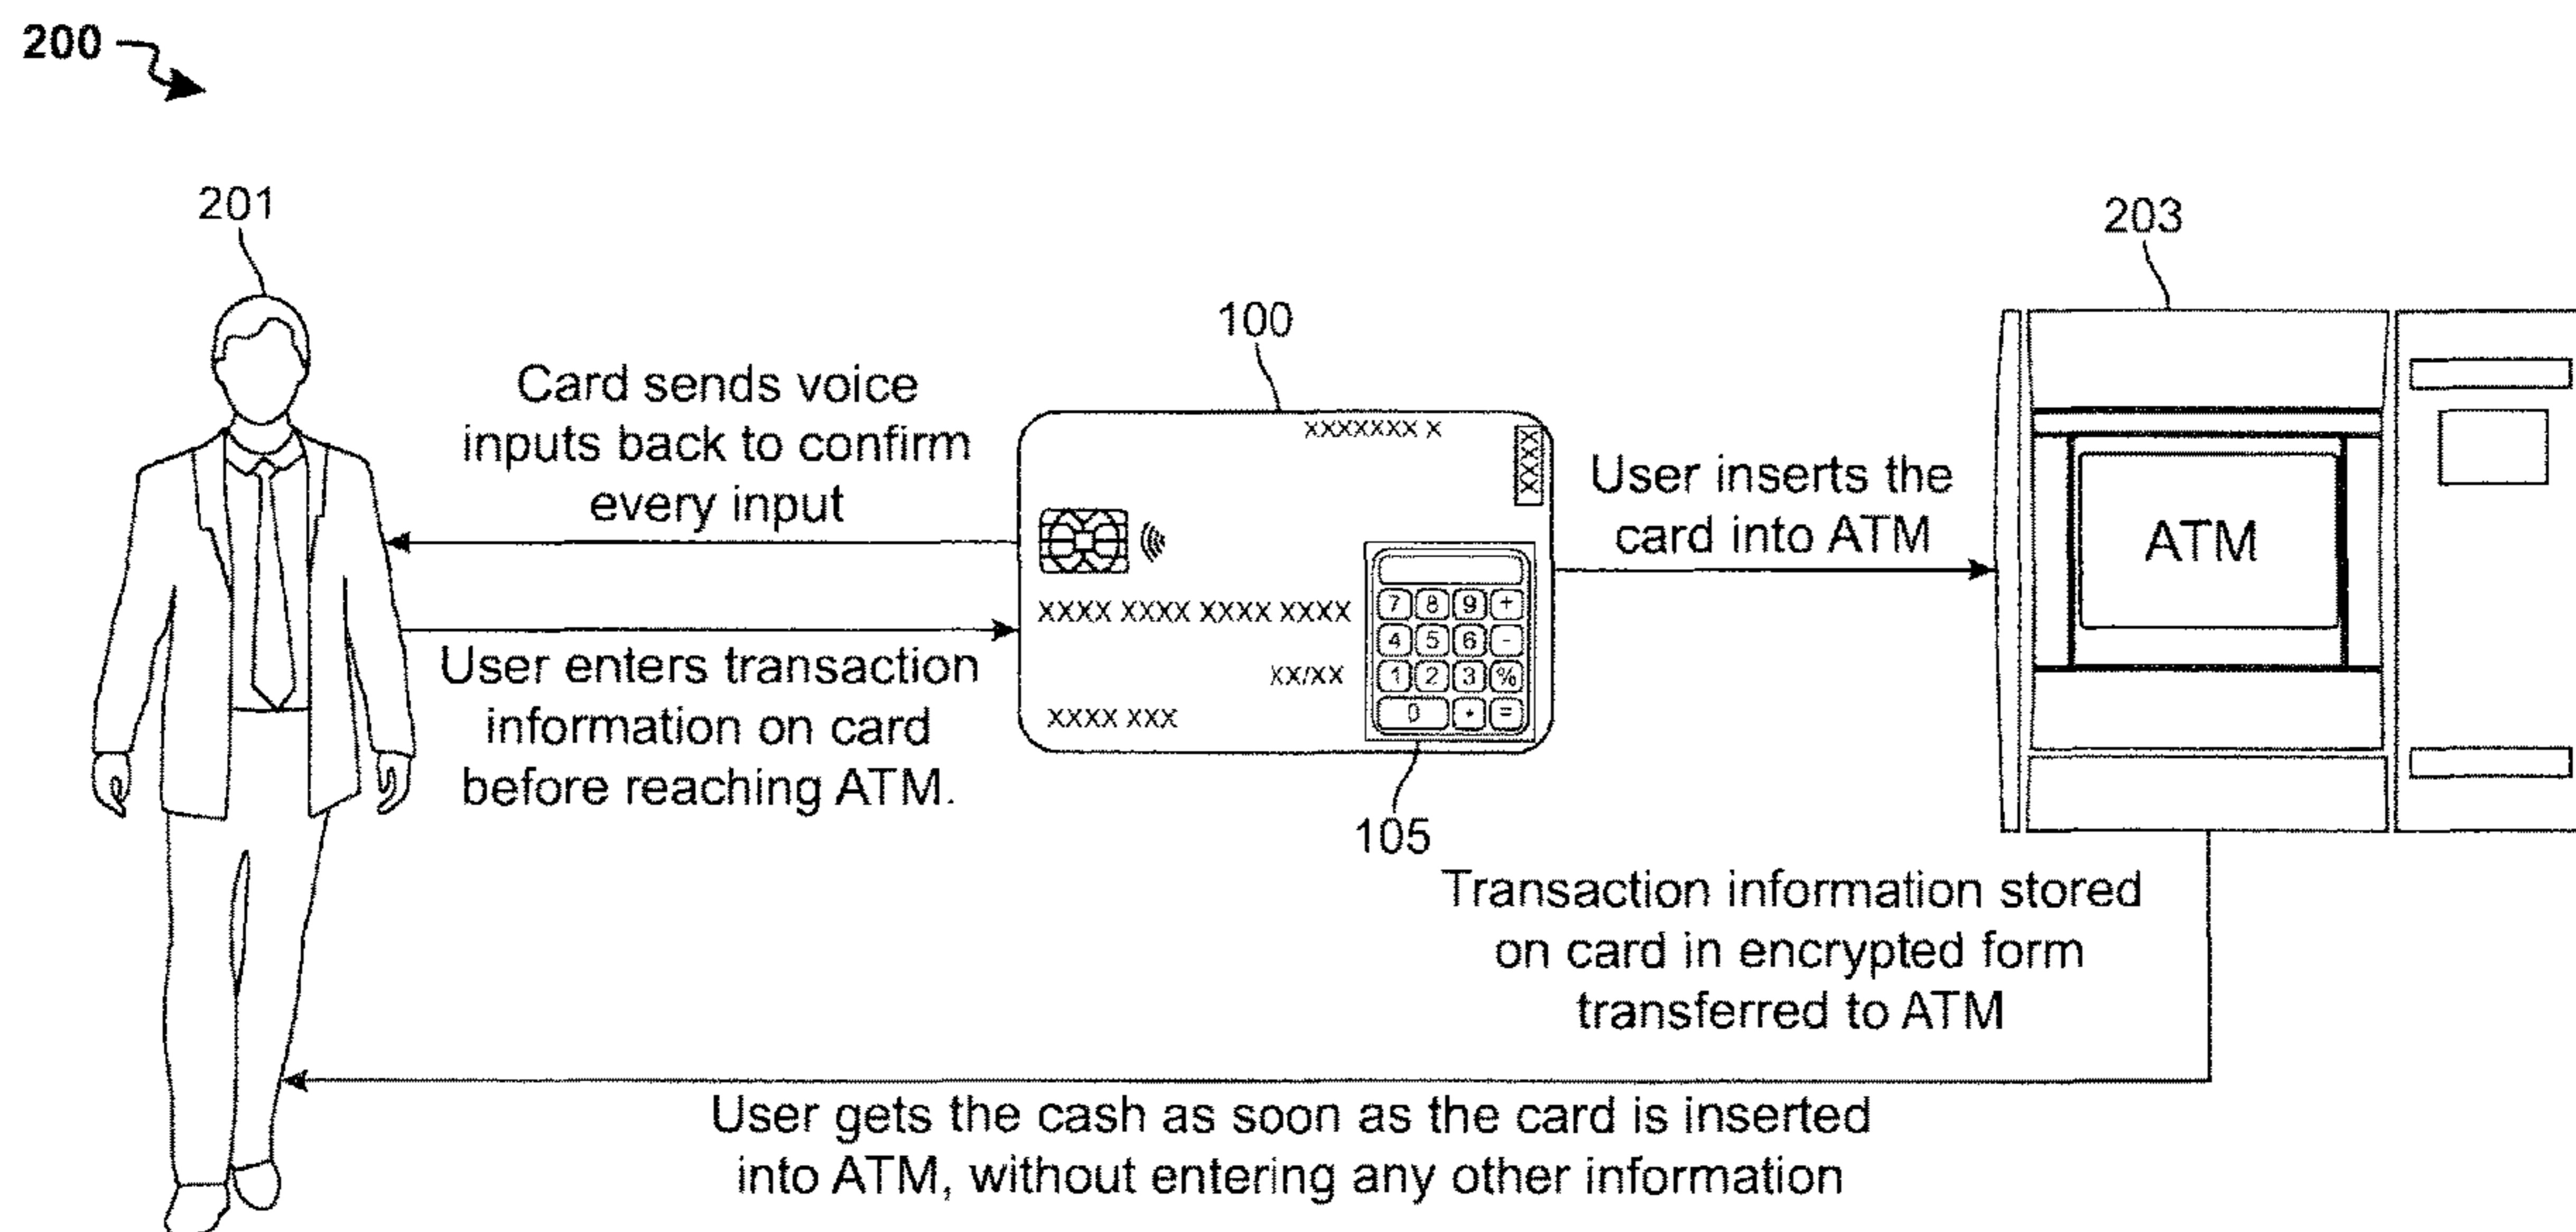 200
201
203
100
Card sends voice
inputs back to confirm
every input
User enters transaction
information on card
before reaching ATM.
XXXXXXX X
XXXX
XXXX XXXX XXXX XXXX
XX/XX
XXXX XXX
7 8 9 +
4 5 6 -
1 2 3 %
0 • =
105
User inserts the
card into ATM
ATM
Transaction information stored
on card in encrypted form
transferred to ATM
User gets the cash as soon as the card is inserted
into ATM, without entering any other information